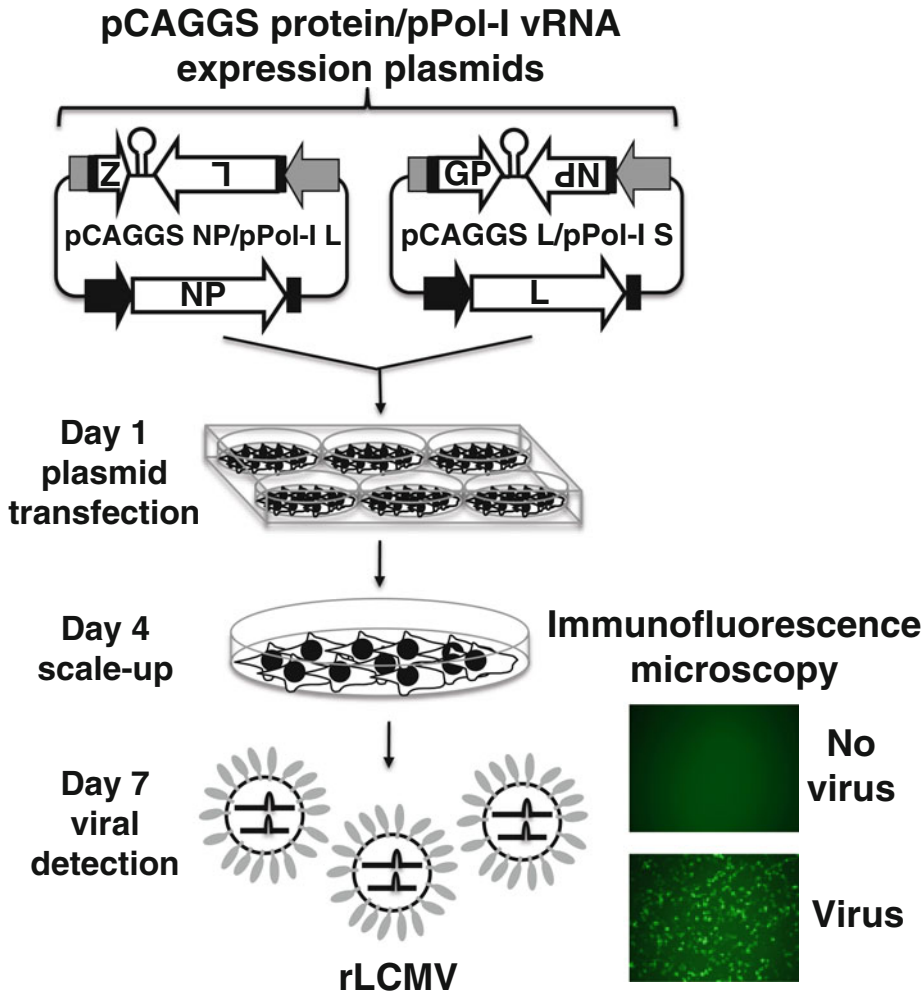 pCAGGS protein/pPol-I vRNA
expression plasmids
Z
L
GP
NP
pCAGGS NP/pPol-I L
pCAGGS L/pPol-I S
NP
L
Day 1
plasmid
transfection
Day 4
scale-up
Immunofluorescence
microscopy
No
virus
Day 7
viral
detection
Virus
rLCMV